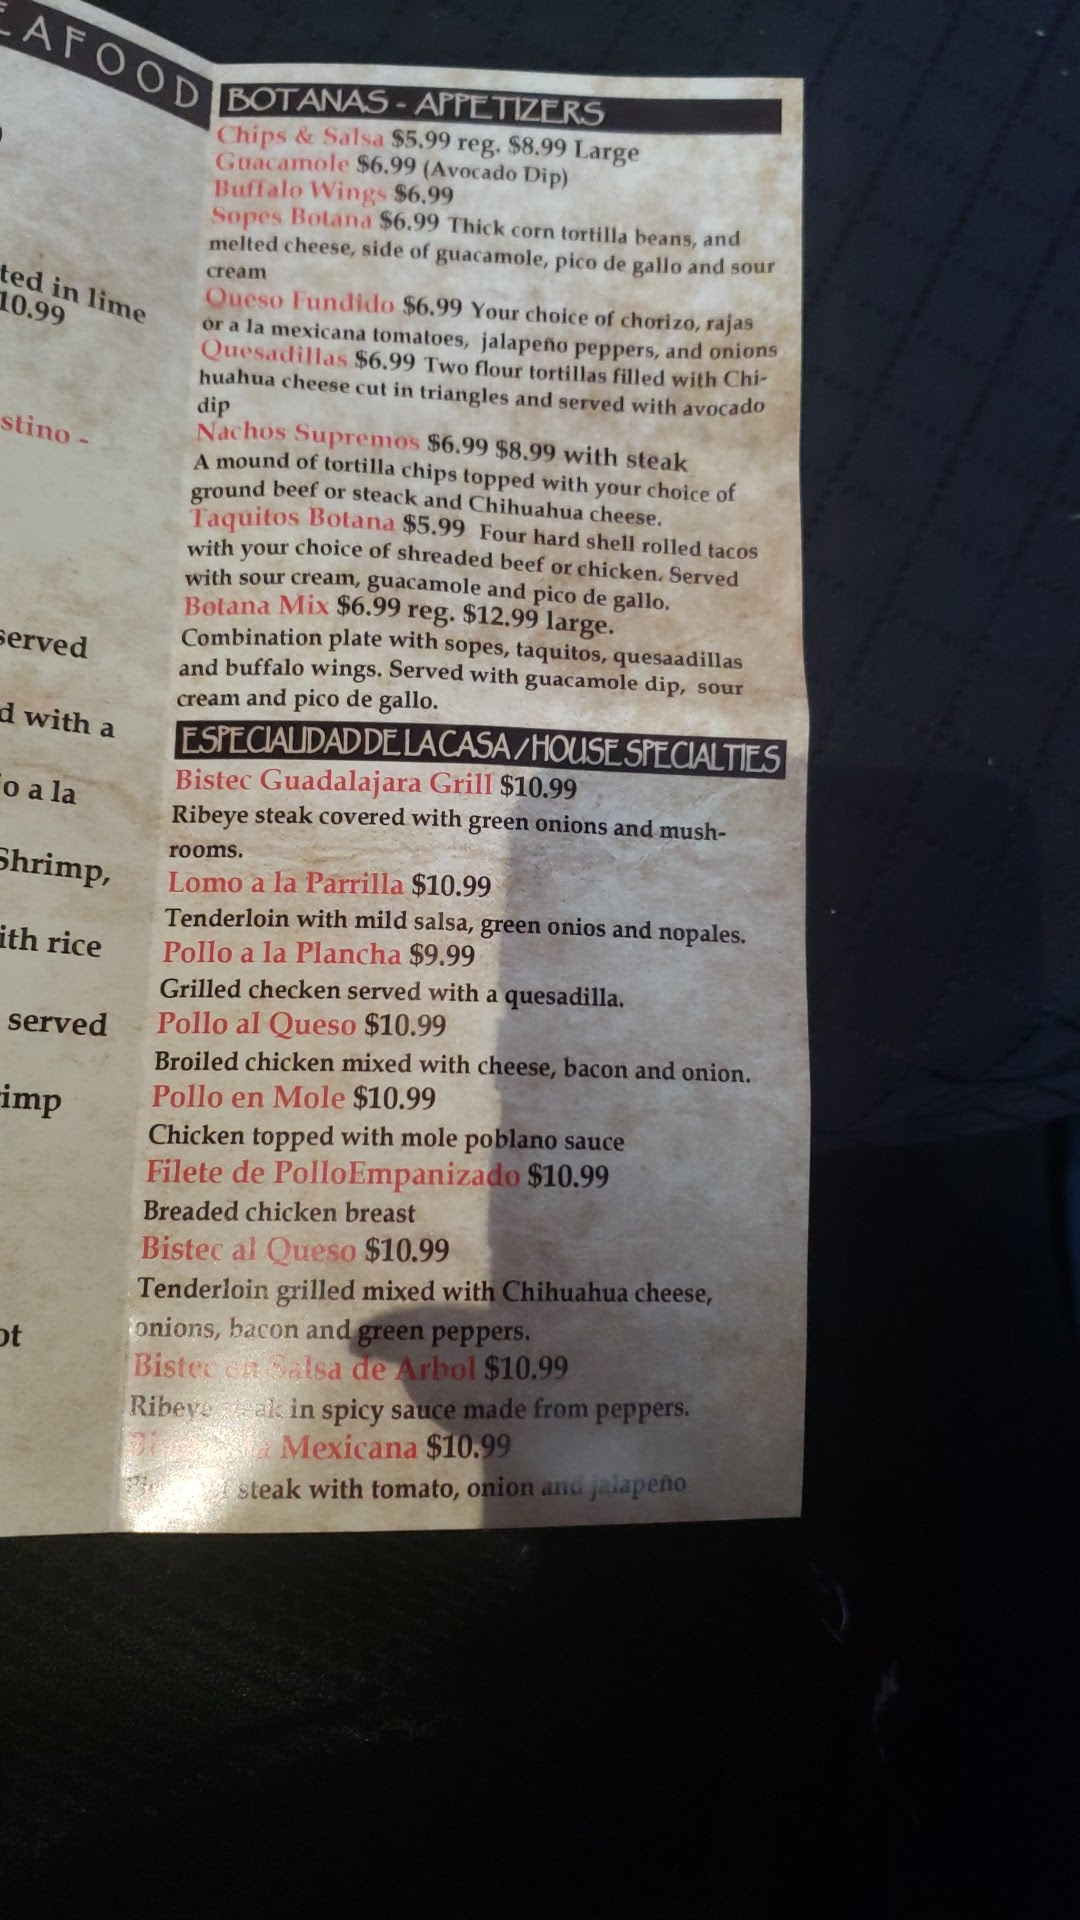 EAFOOD
ted in lime
10.99
stino -
served
d with a
o a la
Shrimp,
ith rice
served
imp
ot
BOTANAS - APPETIZERS
Chips & Salsa $5.99 reg. $8.99 Large
Guacamole $6.99 (Avocado Dip)
Buffalo Wings $6.99
Sopes Botana $6.99 Thick corn tortilla beans, and
melted cheese, side of guacamole, pico de gallo and sour
cream
Queso Fundido $6.99 Your choice of chorizo, rajas
or a la mexicana tomatoes, jalapeño peppers, and onions
Quesadillas $6.99 Two flour tortillas filled with Chi-
huahua cheese cut in triangles and served with avocado
dip
Nachos Supremos $6.99 $8.99 with steak
A mound of tortilla chips topped with your choice of
ground beef or steack and Chihuahua cheese.
Taquitos Botana $5.99 Four hard shell rolled tacos
with your choice of shreaded beef or chicken. Served
with sour cream, guacamole and pico de gallo.
Botana Mix $6.99 reg. $12.99 large.
Combination plate with sopes, taquitos, quesaadillas
and buffalo wings. Served with guacamole dip, sour
cream and pico de gallo.
ESPECIALIDAD DE LA CASA / HOUSE SPECIALTIES
Bistec Guadalajara Grill $10.99
Ribeye steak covered with green onions and mush-
rooms.
Lomo a la Parrilla $10.99
Tenderloin with mild salsa, green onios and nopales.
Pollo a la Plancha $9.99
Grilled checken served with a quesadilla.
Pollo al Queso $10.99
Broiled chicken mixed with cheese, bacon and onion.
Pollo en Mole $10.99
Chicken topped with mole poblano sauce
Filete de PolloEmpanizado $10.99
Breaded chicken breast
Bistec al Queso $10.99
Tenderloin grilled mixed with Chihuahua cheese,
onions, bacon and green peppers.
Bistec en Salsa de Arbol $10.99
Ribeye steak in spicy sauce made from peppers.
Mexicana $10.99
steak with tomato, onion and jalapeño